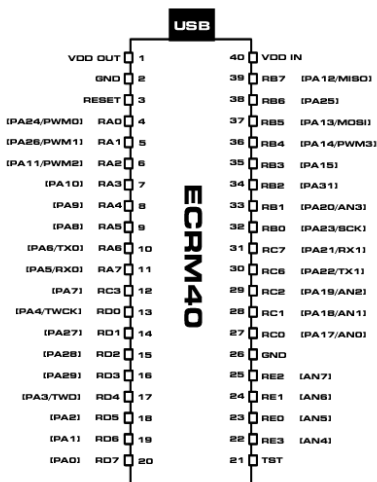 USB
VDD OUT 1 40 VDD IN
GND 2 39 RB7 [PA12/MISO]
RESET 3 38 RB6 [PA25]
[PA24/PWM0] RA0 4 37 RB5 [PA13/MOSI]
[PA26/PWM1] RA1 5 36 RB4 [PA14/PWM3]
[PA11/PWM2] RA2 6 35 RB3 [PA15]
[PA10] RA3 7 34 RB2 [PA31]
[PA9] RA4 8 33 RB1 [PA20/AN3]
[PA8] RA5 9 32 RB0 [PA23/SCK]
[PA6/TX0] RA6 10 31 RC7 [PA21/RX1]
[PA5/RX0] RA7 11 30 RC6 [PA22/TX1]
[PA7] RC3 12 29 RC2 [PA19/AN2]
[PA4/TWCK] RD0 13 28 RC1 [PA18/AN1]
[PA27] RD1 14 27 RC0 [PA17/AN0]
[PA28] RD2 15 26 GND
[PA29] RD3 16 25 RE2 [AN7]
[PA3/TWD] RD4 17 24 RE1 [AN6]
[PA2] RD5 18 23 RE0 [AN5]
[PA1] RD6 19 22 RE3 [AN4]
[PA0] RD7 20 21 TST
ECRM40